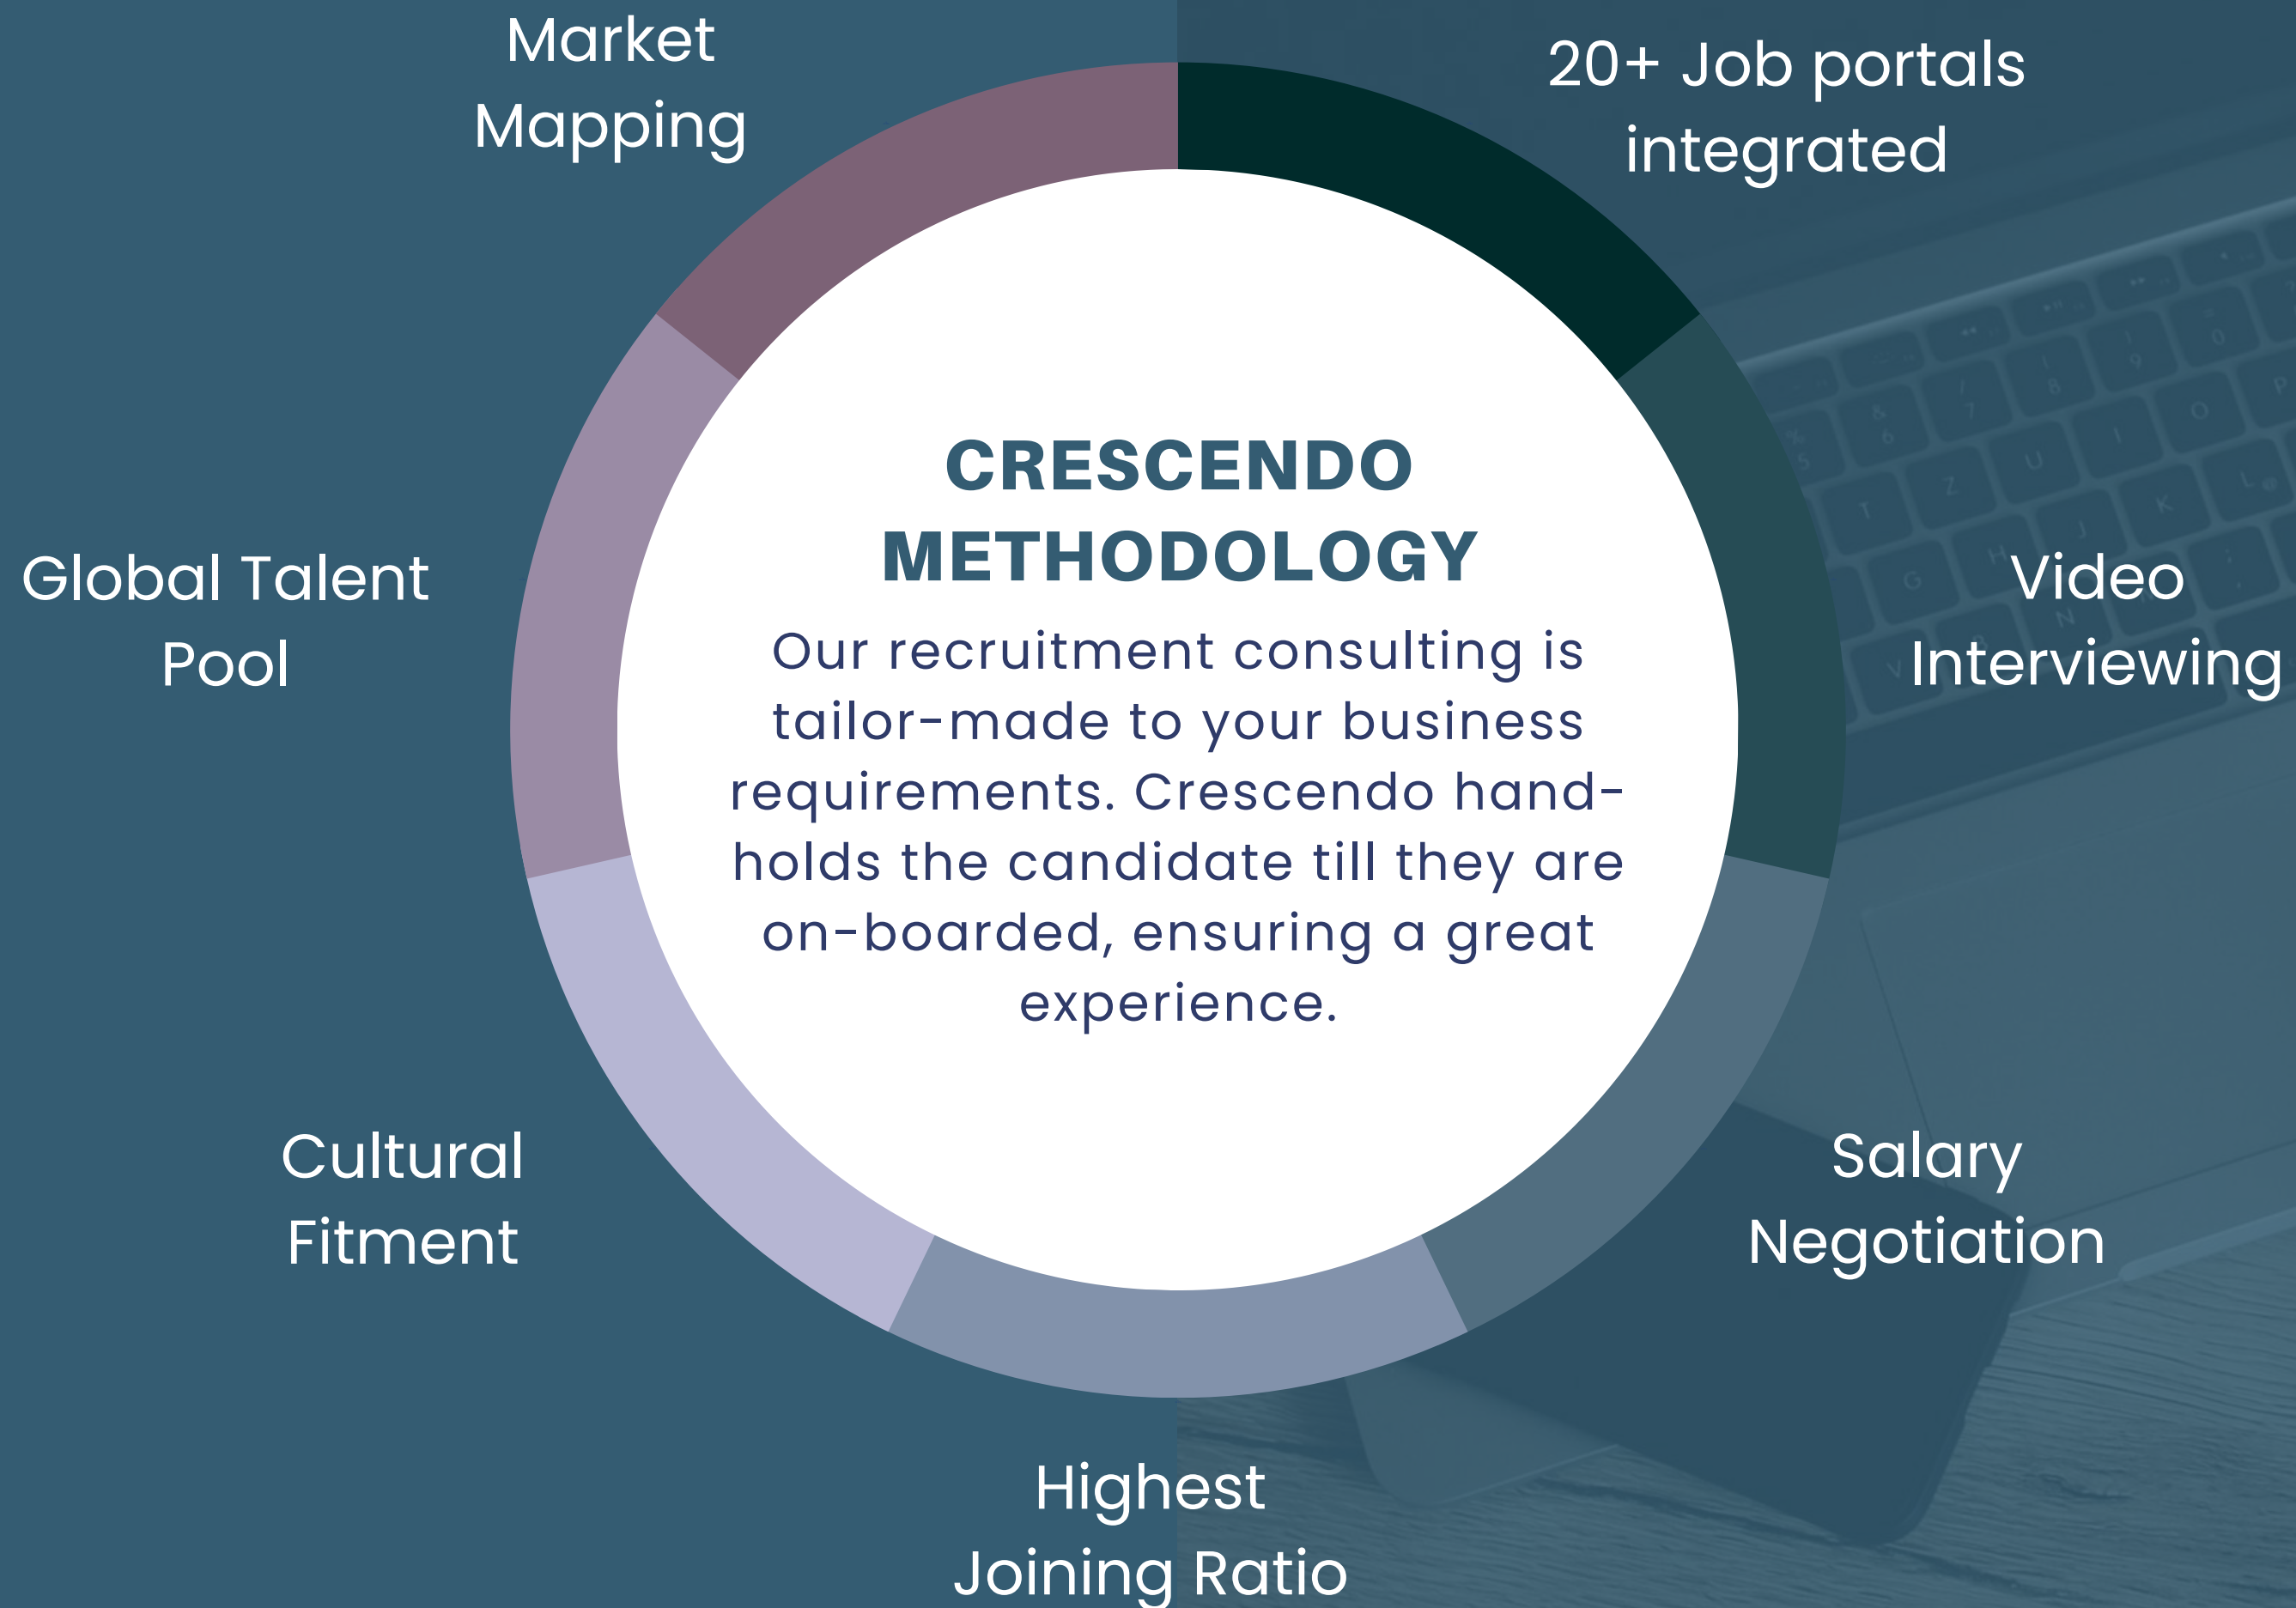 Market
Mapping
20+ Job portals
integrated
CRESCENDO
METHODOLOGY
Our recruitment consulting is
tailor-made to your business
requirements. Crescendo hand-
holds the candidate till they are
on-boarded, ensuring a great
experience.
Global Talent
Pool
Video
Interviewing
Cultural
Fitment
Salary
Negotiation
Highest
Joining Ratio